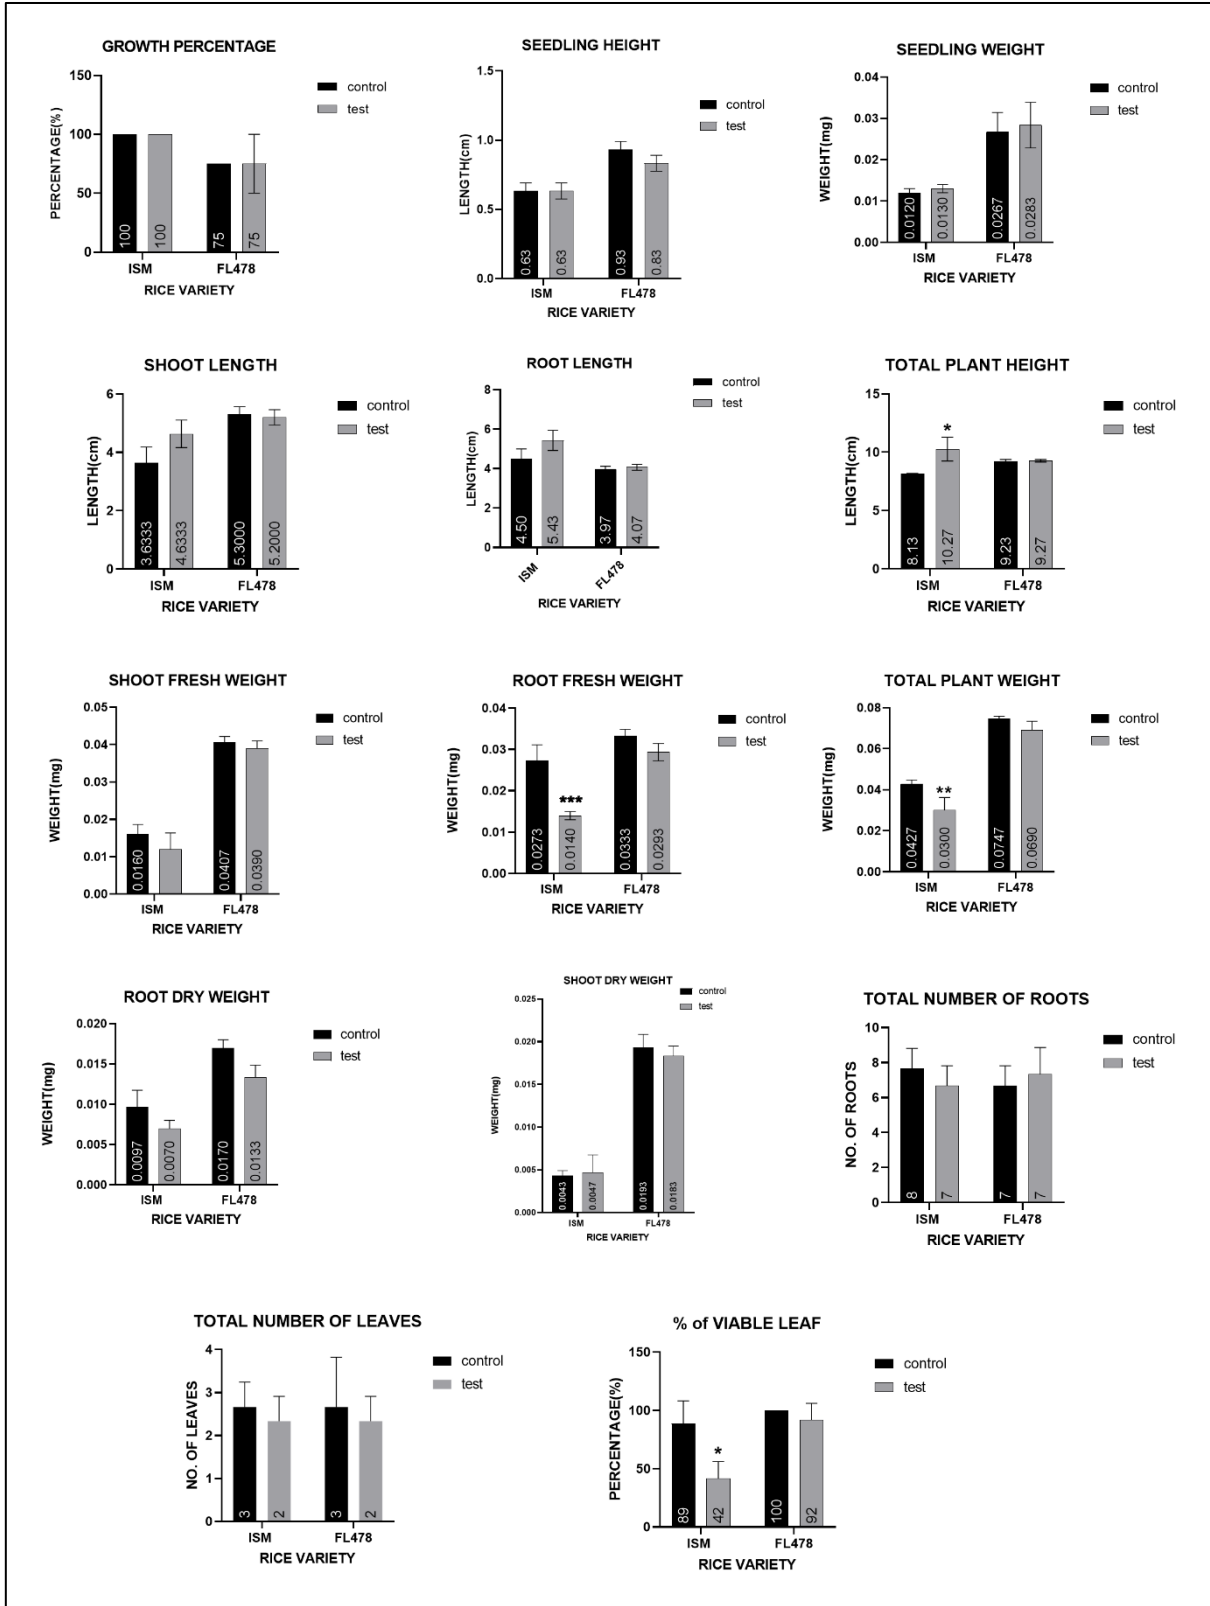 GROWTH PERCENTAGE
control
test
PERCENTAGE(%)
150
100
50
0
100
100
75
75
ISM
FL478
RICE VARIETY
SEEDLING HEIGHT
control
test
LENGTH(cm)
1.5
1.0
0.5
0.0
0.63
0.63
0.93
0.83
ISM
FL478
RICE VARIETY
SEEDLING WEIGHT
control
test
WEIGHT(mg)
0.04
0.03
0.02
0.01
0.00
0.0120
0.0130
0.0267
0.0283
ISM
FL478
RICE VARIETY
SHOOT LENGTH
control
test
LENGTH(cm)
6
4
2
0
3.6333
4.6333
5.3000
5.2000
ISM
FL478
RICE VARIETY
ROOT LENGTH
control
test
LENGTH(cm)
8
6
4
2
0
4.50
5.43
3.97
4.07
ISM
FL478
RICE VARIETY
TOTAL PLANT HEIGHT
control
test
LENGTH(cm)
15
10
5
0
*
8.13
10.27
9.23
9.27
ISM
FL478
RICE VARIETY
SHOOT FRESH WEIGHT
control
test
WEIGHT(mg)
0.05
0.04
0.03
0.02
0.01
0.00
0.0160
0.0407
0.0390
ISM
FL478
RICE VARIETY
ROOT FRESH WEIGHT
control
test
WEIGHT(mg)
0.04
0.03
0.02
0.01
0.00
***
0.0273
0.0140
0.0333
0.0293
ISM
FL478
RICE VARIETY
TOTAL PLANT WEIGHT
control
test
WEIGHT(mg)
0.08
0.06
0.04
0.02
0.00
**
0.0427
0.0300
0.0747
0.0690
ISM
FL478
RICE VARIETY
ROOT DRY WEIGHT
control
test
WEIGHT(mg)
0.020
0.015
0.010
0.005
0.000
0.0097
0.0070
0.0170
0.0133
ISM
FL478
RICE VARIETY
SHOOT DRY WEIGHT
control
test
WEIGHT(mg)
0.025
0.020
0.015
0.010
0.005
0.000
0.0043
0.0047
0.0193
0.0183
ISM
FL478
RICE VARIETY
TOTAL NUMBER OF ROOTS
control
test
NO. OF ROOTS
10
8
6
4
2
0
8
7
7
7
ISM
FL478
RICE VARIETY
TOTAL NUMBER OF LEAVES
control
test
NO. OF LEAVES
4
3
2
1
0
3
2
3
2
ISM
FL478
RICE VARIETY
% of VIABLE LEAF
control
test
PERCENTAGE(%)
150
100
50
0
*
89
42
100
92
ISM
FL478
RICE VARIETY